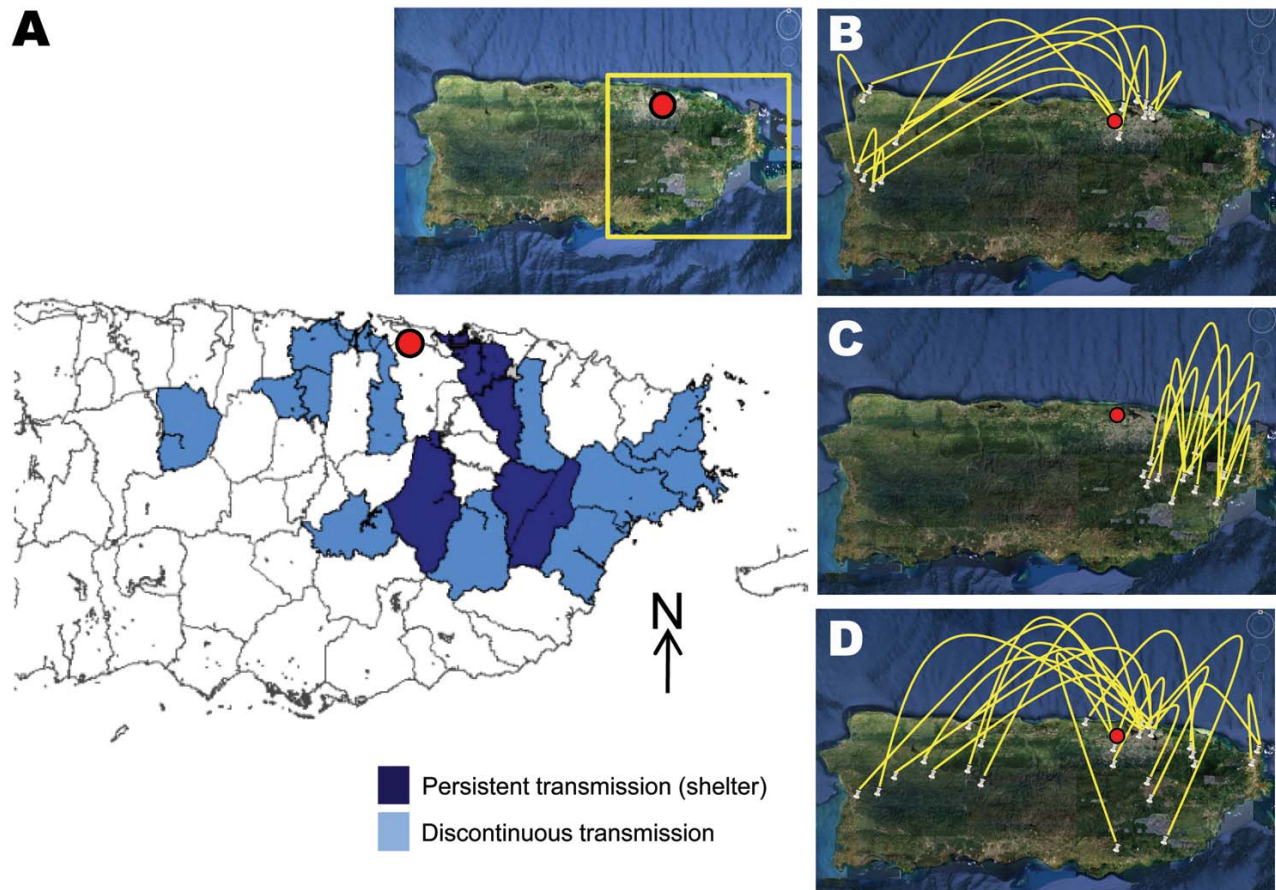 A
B
C
D
N
Persistent transmission (shelter)
Discontinuous transmission